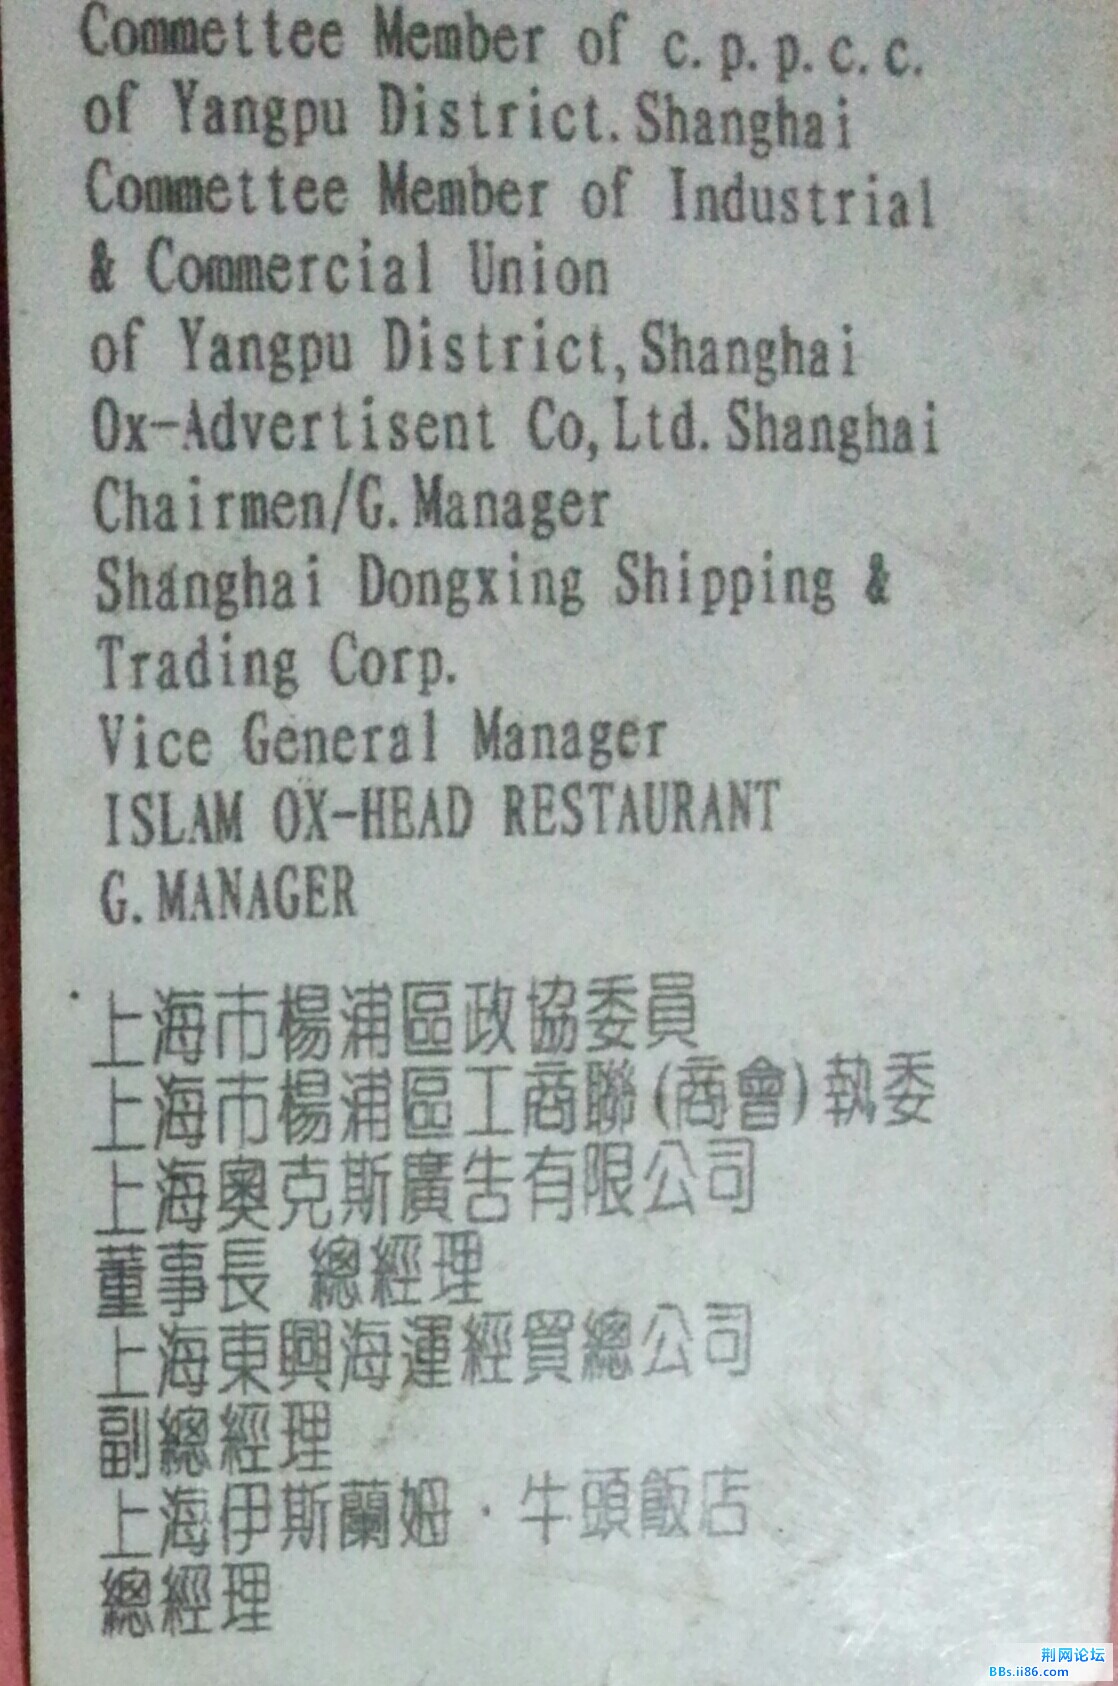 Commettee Member of c.p.p.c.c.
of Yangpu District.Shanghai
Commettee Member of Industrial
& Commercial Union
of Yangpu District,Shanghai
Ox-Advertisent Co,Ltd.Shanghai
Chairmen/G.Manager
Shanghai Dongxing Shipping &
Trading Corp.
Vice General Manager
ISLAM OX-HEAD RESTAURANT
G.MANAGER
上海市楊浦區政協委員
上海市楊浦區工商聯(商會)執委
上海奧克斯廣告有限公司
董事長 總經理
上海東興海運經貿總公司
副總經理
上海伊斯蘭姆·牛頭飯店
總經理
荆网论坛
BBs.ii86.com